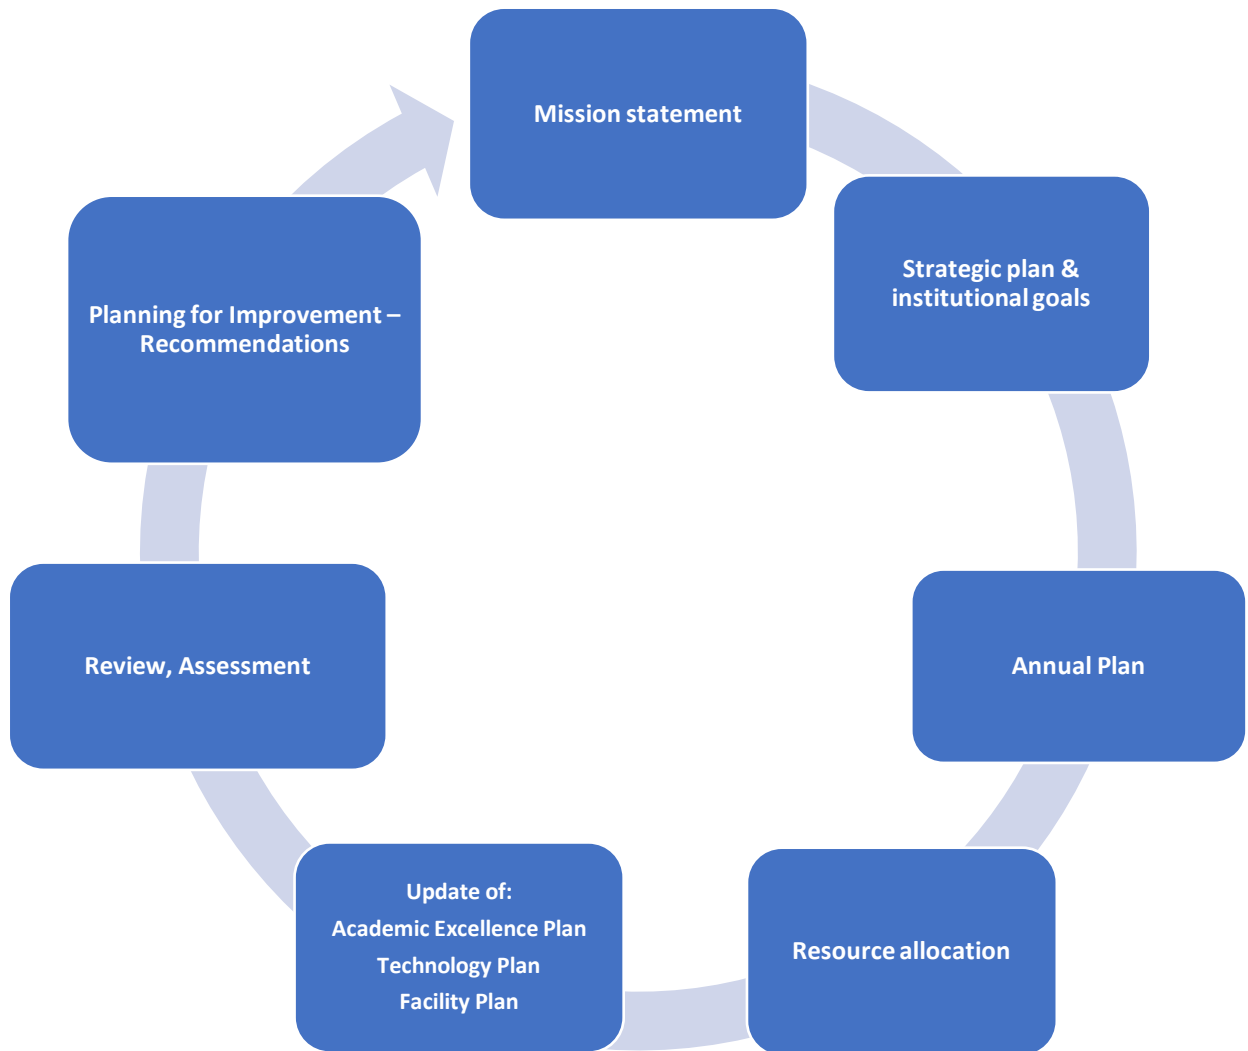 Mission statement
Strategic plan &
institutional goals
Annual Plan
Resource allocation
Update of:
Academic Excellence Plan
Technology Plan
Facility Plan
Review, Assessment
Planning for Improvement –
Recommendations